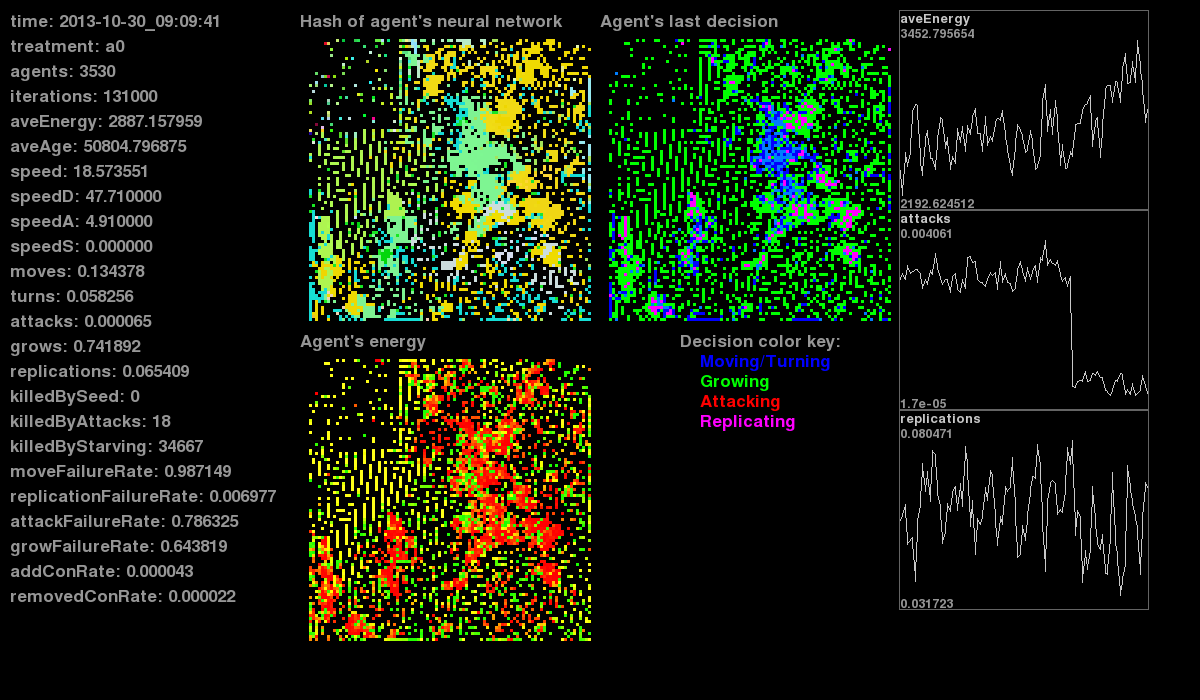 time: 2013-10-30_09:09:41
treatment: a0
agents: 3530
iterations: 131000
aveEnergy: 2887.157959
aveAge: 50804.796875
speed: 18.573551
speedD: 47.710000
speedA: 4.910000
speedS: 0.000000
moves: 0.134378
turns: 0.058256
attacks: 0.000065
grows: 0.741892
replications: 0.065409
killedBySeed: 0
killedByAttacks: 18
killedByStarving: 34667
moveFailureRate: 0.987149
replicationFailureRate: 0.006977
attackFailureRate: 0.786325
growFailureRate: 0.643819
addConRate: 0.000043
removedConRate: 0.000022
Hash of agent's neural network
Agent's last decision
Agent's energy
Decision color key:
Moving/Turning
Growing
Attacking
Replicating
aveEnergy
3452.795654
2192.624512
attacks
0.004061
1.7e-05
replications
0.080471
0.031723